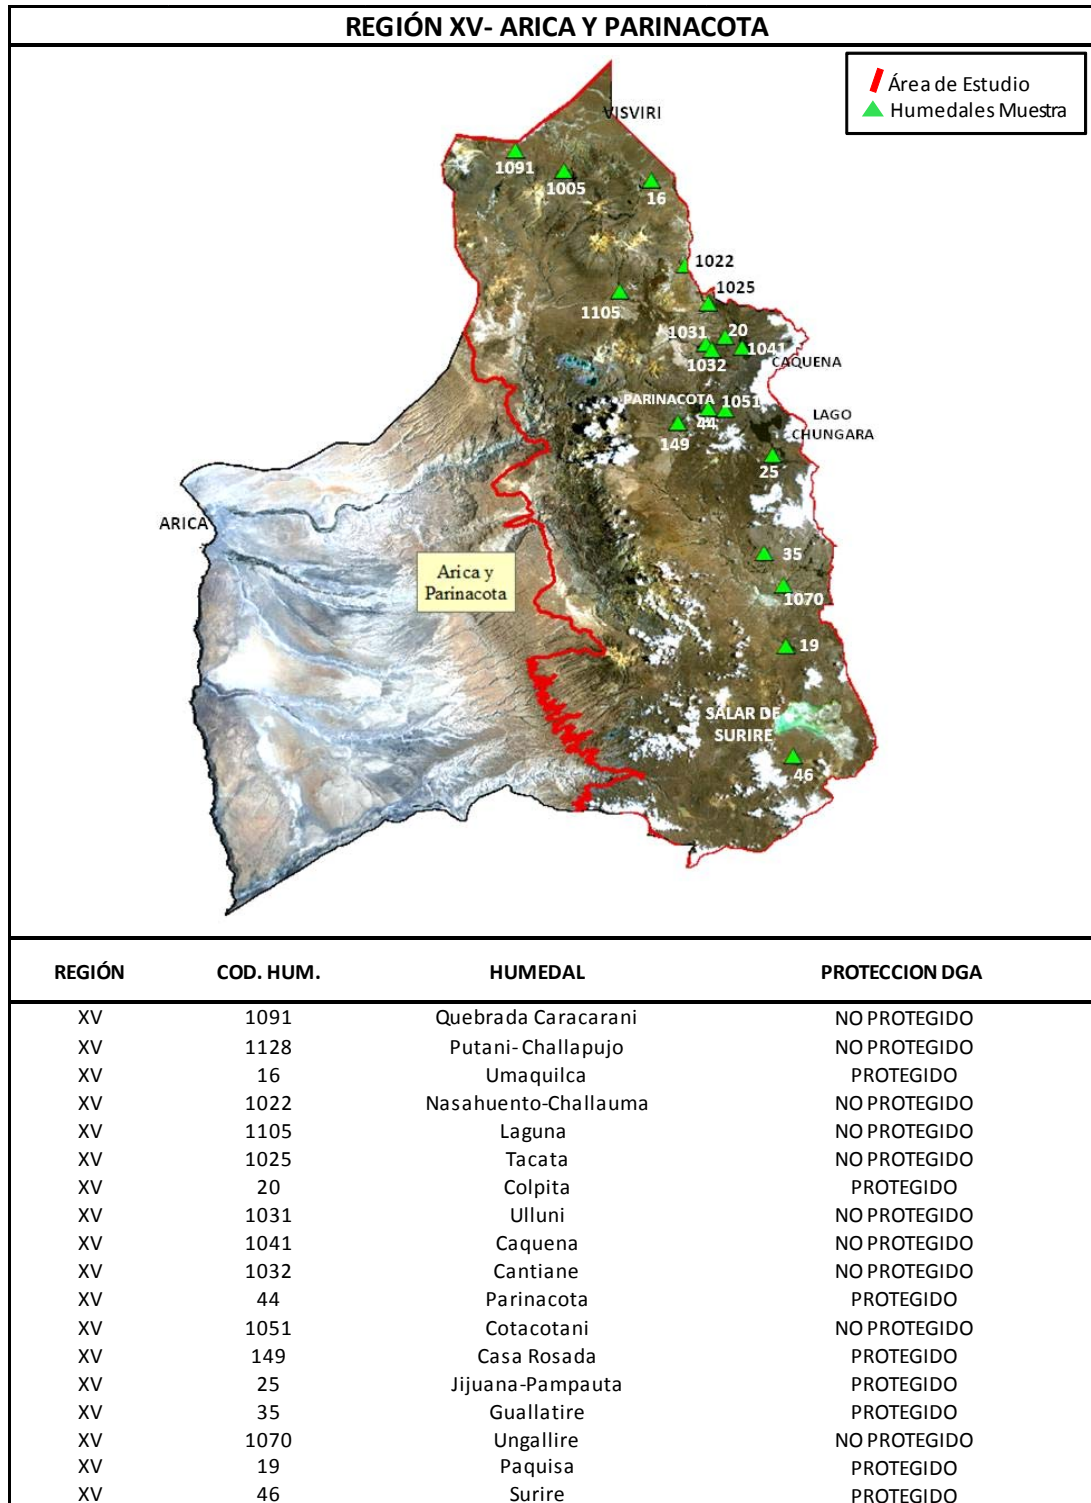 REGIÓN XV- ARICA Y PARINACOTA
Área de Estudio
Humedales Muestra
VISVIRI
1091
1005
16
1022
1025
1105
1031
20
1041
1032
CAQUENA
PARINACOTA
1051
44
149
LAGO
CHUNGARA
25
ARICA
35
Arica y
Parinacota
1070
19
SALAR DE
SURIRE
46
REGIÓN COD. HUM. HUMEDAL PROTECCION DGA
XV 1091 Quebrada Caracarani NO PROTEGIDO
XV 1128 Putani-Challapujo NO PROTEGIDO
XV 16 Umaquilca PROTEGIDO
XV 1022 Nasahuento-Challauma NO PROTEGIDO
XV 1105 Laguna NO PROTEGIDO
XV 1025 Tacata NO PROTEGIDO
XV 20 Colpita PROTEGIDO
XV 1031 Ulluni NO PROTEGIDO
XV 1041 Caquena NO PROTEGIDO
XV 1032 Cantiane NO PROTEGIDO
XV 44 Parinacota PROTEGIDO
XV 1051 Cotacotani NO PROTEGIDO
XV 149 Casa Rosada PROTEGIDO
XV 25 Jijuana-Pampauta PROTEGIDO
XV 35 Guallatire PROTEGIDO
XV 1070 Ungallire NO PROTEGIDO
XV 19 Paquisa PROTEGIDO
XV 46 Surire PROTEGIDO